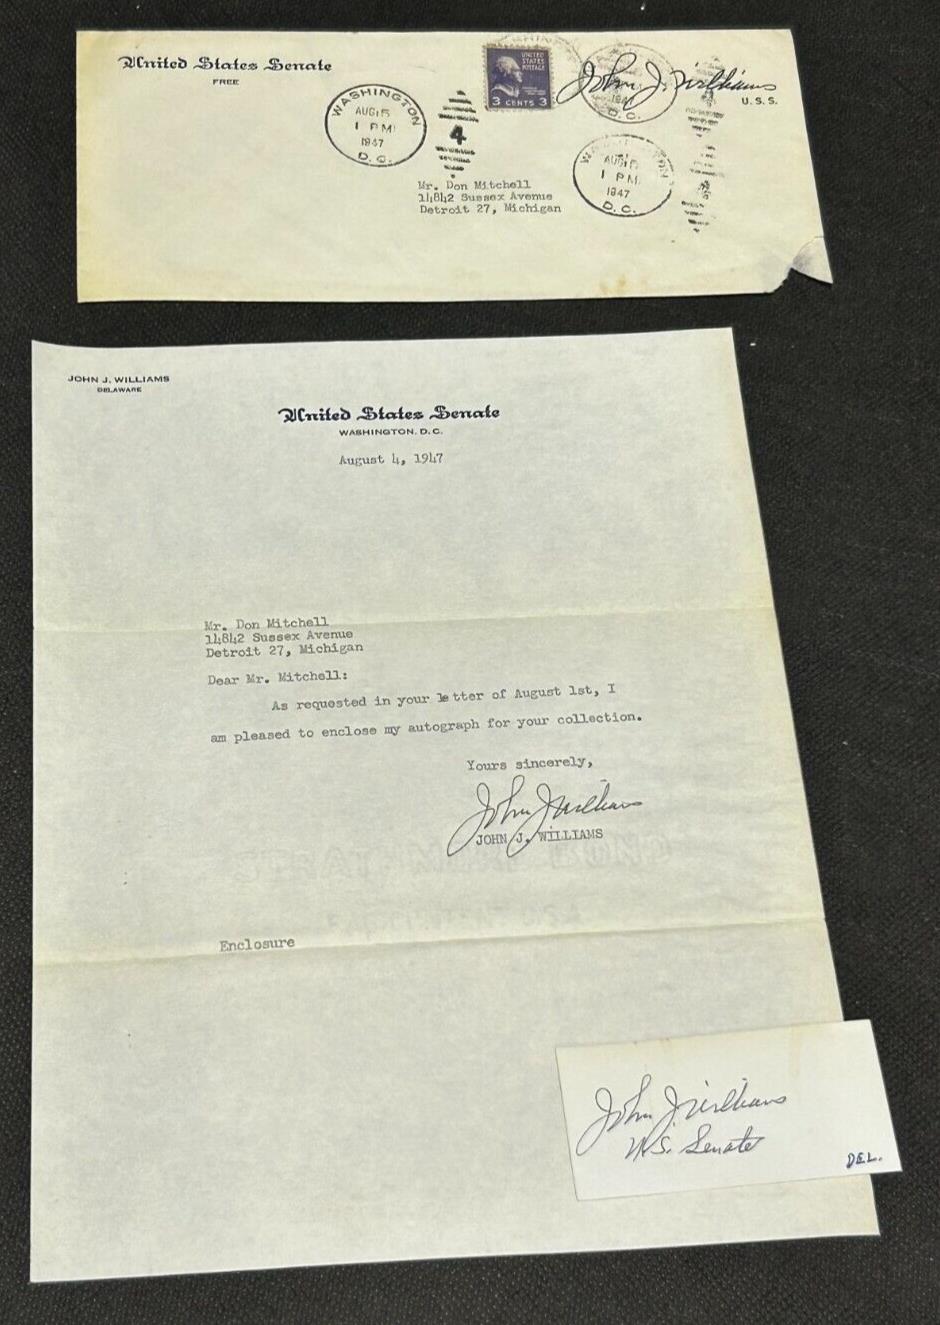 United States Senate
FREE
WASHINGTON
AUG 5
1 PM
1947
D. C.
4
UNITED
STATES
POSTAGE
3 CENTS 3
John J. Williams
U. S. S.
1947
D. C.
WASHINGTON
AUG 5
1 PM
1947
D. C.
Mr. Don Mitchell
14842 Sussex Avenue
Detroit 27, Michigan
JOHN J. WILLIAMS
DELAWARE
United States Senate
WASHINGTON, D. C.
August 4, 1947
Mr. Don Mitchell
14842 Sussex Avenue
Detroit 27, Michigan
Dear Mr. Mitchell:
As requested in your letter of August 1st, I
am pleased to enclose my autograph for your collection.
Yours sincerely,
John J Williams
JOHN J. WILLIAMS
Enclosure
John J Williams
U.S. Senate
DEL.